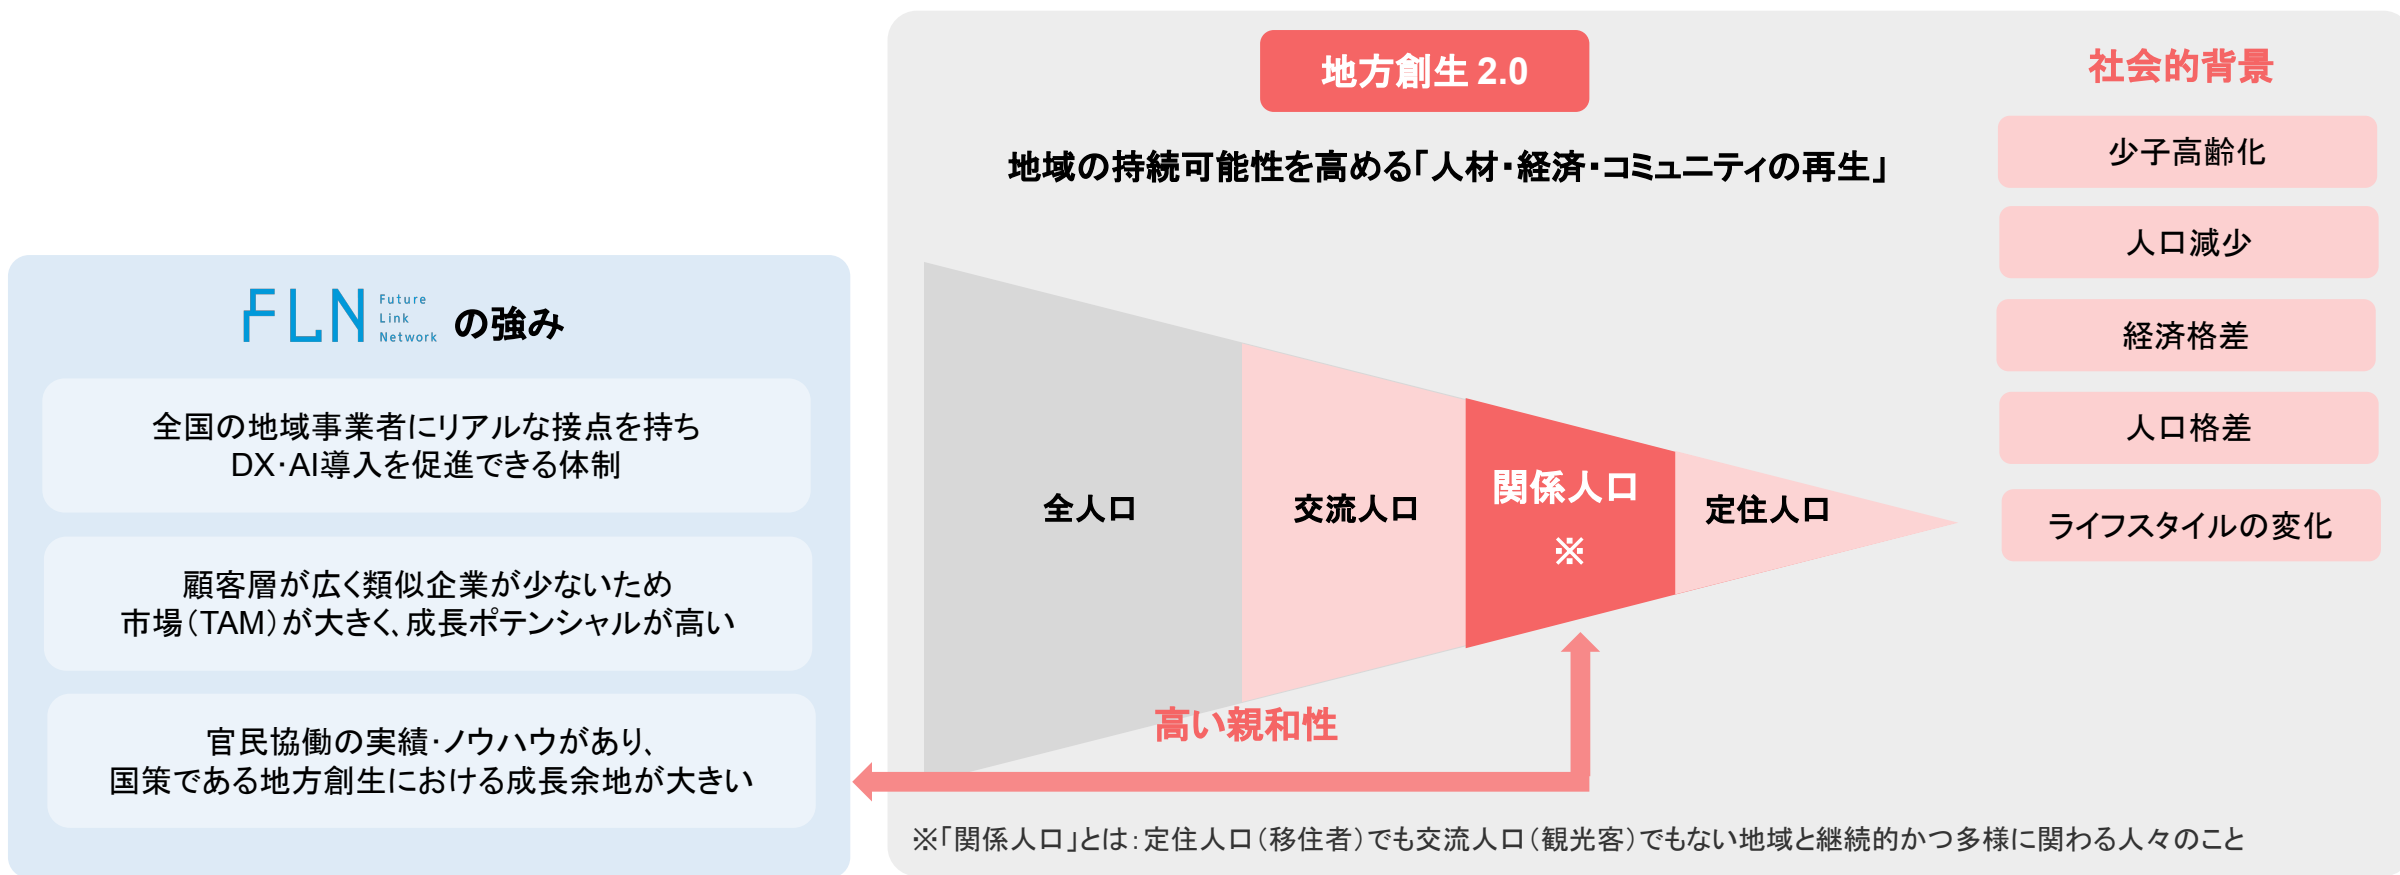 FLN Future
Link
Network の強み
全国の地域事業者にリアルな接点を持ち
DX・AI導入を促進できる体制
顧客層が広く類似企業が少ないため
市場（TAM）が大きく、成長ポテンシャルが高い
官民協働の実績・ノウハウがあり、
国策である地方創生における成長余地が大きい
地方創生 2.0
地域の持続可能性を高める「人材・経済・コミュニティの再生」
全人口
交流人口
関係人口
※
定住人口
高い親和性
※「関係人口」とは：定住人口（移住者）でも交流人口（観光客）でもない地域と継続的かつ多様に関わる人々のこと
社会的背景
少子高齢化
人口減少
経済格差
人口格差
ライフスタイルの変化